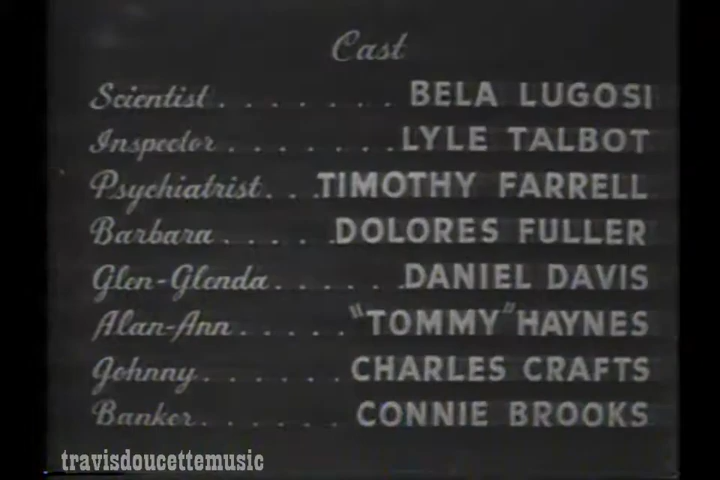 Cast
Scientist . . . . . . . . BELA LUGOSI
Inspector . . . . . . . . LYLE TALBOT
Psychiatrist. . .TIMOTHY FARRELL
Barbara . . . . . .DOLORES FULLER
Glen-Glenda. . . . . . .DANIEL DAVIS
Alan-Ann. . . . . ."TOMMY" HAYNES
Johnny. . . . . . . CHARLES CRAFTS
Banker. . . . . . . CONNIE BROOKS
travisdoucettemusic